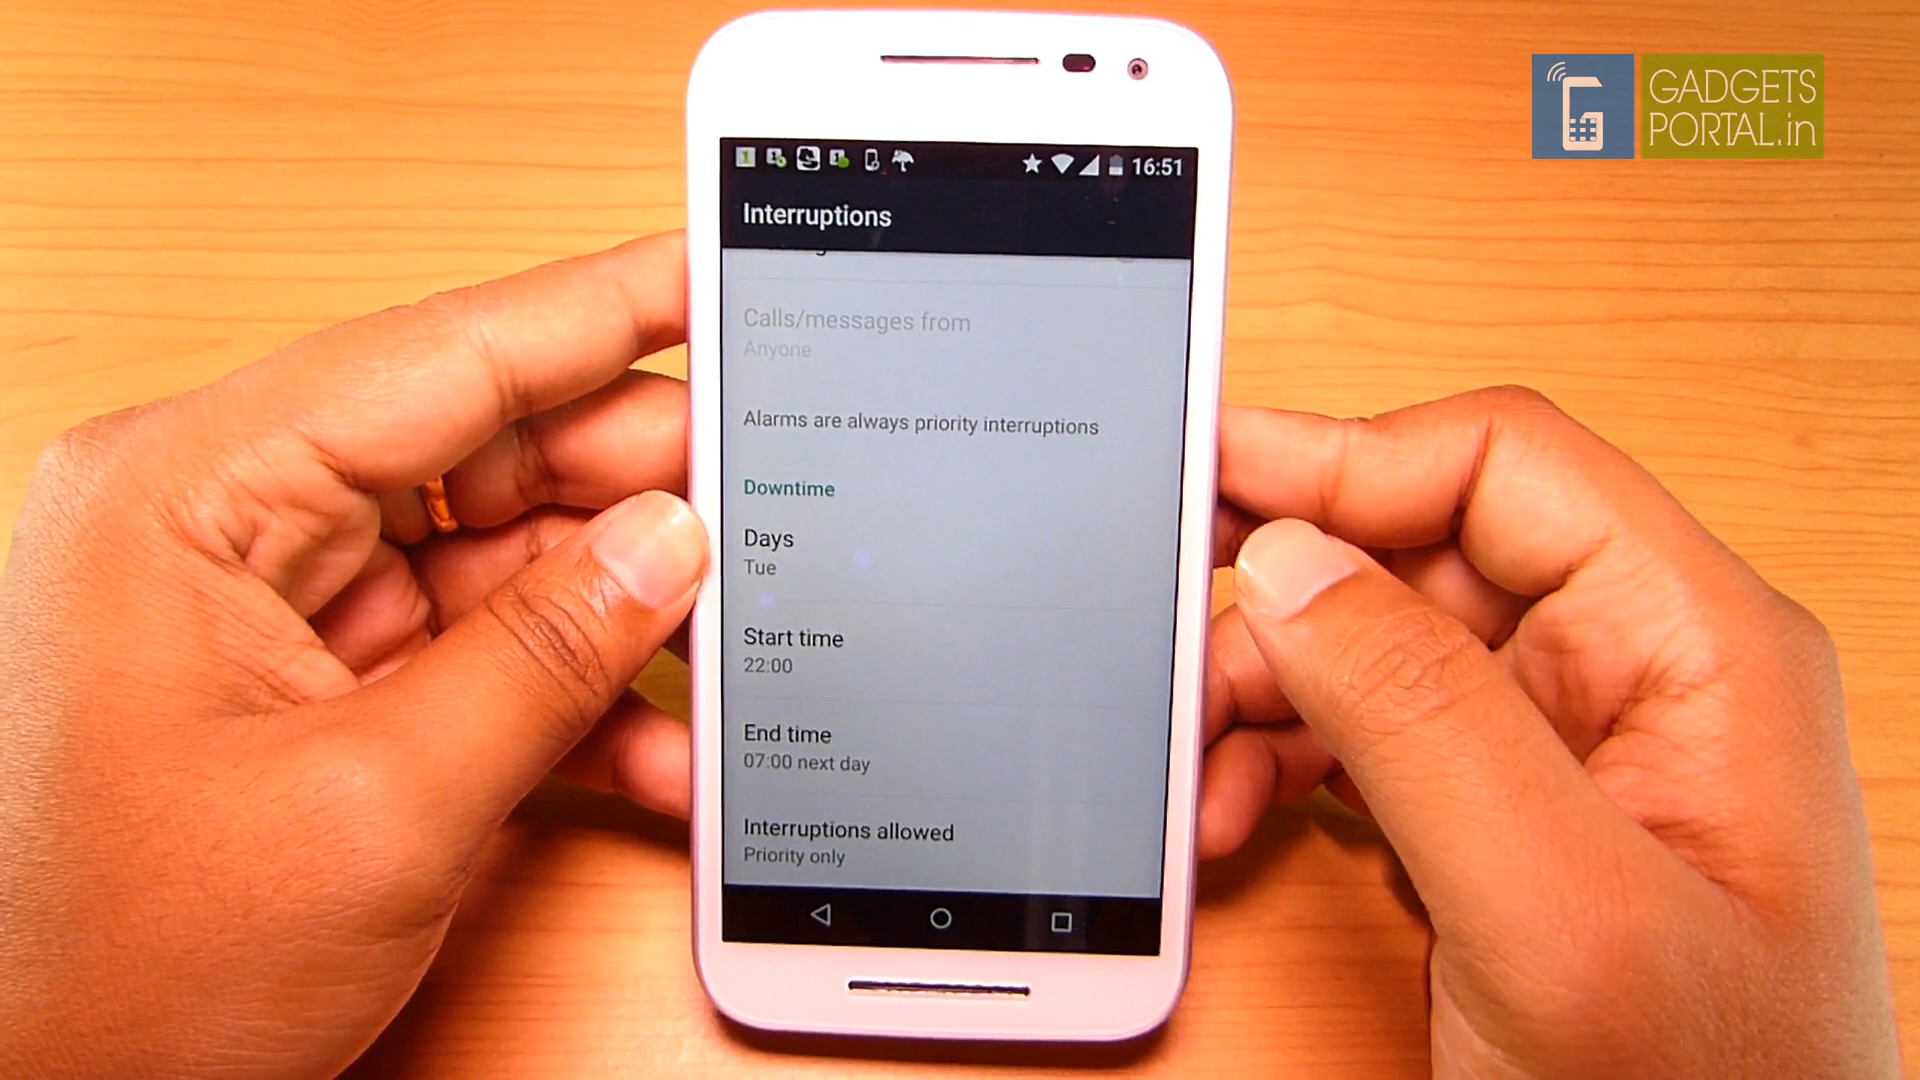 GADGETS
PORTAL.in
16:51
Interruptions
Calls/messages from
Anyone
Alarms are always priority interruptions
Downtime
Days
Tue
Start time
22:00
End time
07:00 next day
Interruptions allowed
Priority only